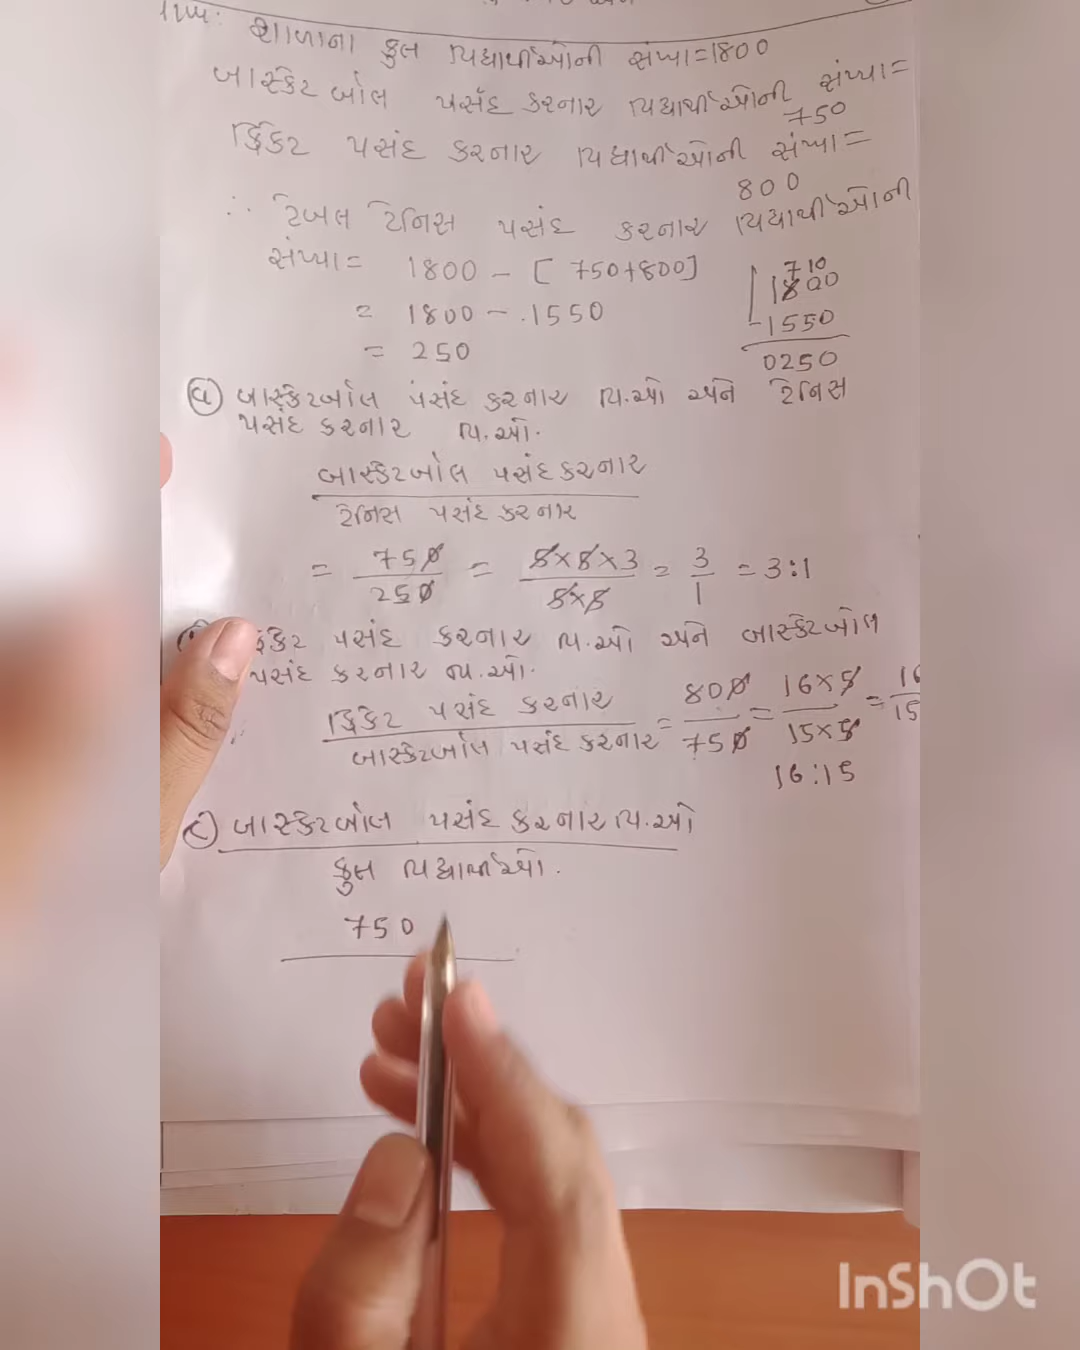 શાળાના કુલ વિદ્યાર્થીઓની સંખ્યા=1800
બાસ્કેટ બોલ પસંદ કરનાર વિદ્યાર્થીઓની સંખ્યા=
750
ક્રિકેટ પસંદ કરનાર વિદ્યાર્થીઓની સંખ્યા=
800
∴ ટેબલ ટેનિસ પસંદ કરનાર વિદ્યાર્થીઓની
સંખ્યા= 1800 - [750+800]
= 1800 - 1550
= 250
710
1800
-1550
0250
(a) બાસ્કેટબોલ પસંદ કરનાર વિ.ઓ અને ટેનિસ
પસંદ કરનાર વિ.ઓ.
બાસ્કેટબોલ પસંદ કરનાર
ટેનિસ પસંદ કરનાર
= 750/250 = 5×5×3/5×5 = 3/1 = 3:1
ક્રિકેટ પસંદ કરનાર વિ.ઓ અને બાસ્કેટબોલ
પસંદ કરનાર વિ.ઓ.
ક્રિકેટ પસંદ કરનાર
બાસ્કેટબોલ પસંદ કરનાર = 800/750 = 16×5/15×5 = 16/15
16:15
(c) બાસ્કેટબોલ પસંદ કરનાર વિ.ઓ
કુલ વિદ્યાર્થીઓ.
750
InShOt